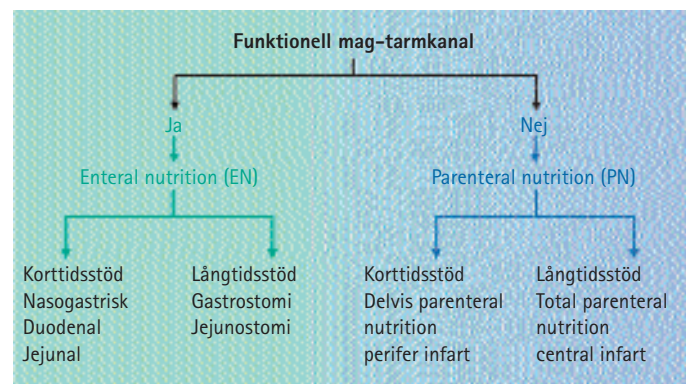 Funktionell mag-tarmkanal
Ja
Nej
Enteral nutrition (EN)
Parenteral nutrition (PN)
Korttidsstöd
Nasogastrisk
Duodenal
Jejunal
Långtidsstöd
Gastrostomi
Jejunostomi
Korttidsstöd
Delvis parenteral
nutrition
perifer infart
Långtidsstöd
Total parenteral
nutrition
central infart